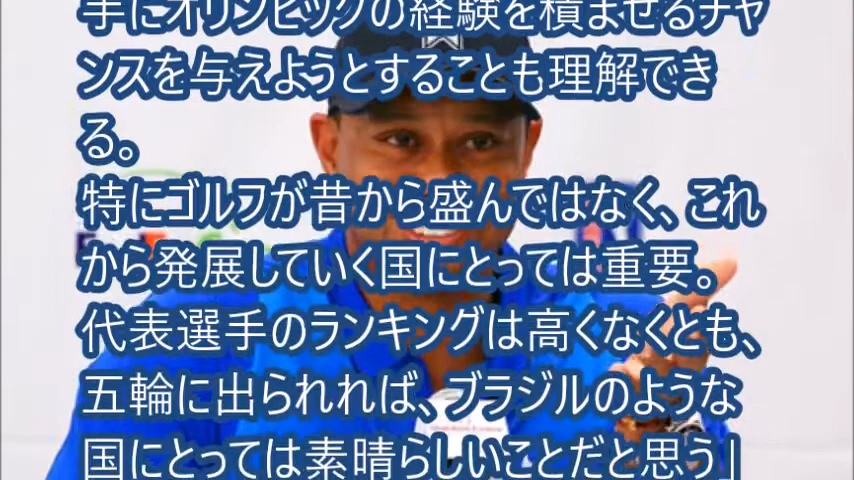 手にオリンピックの経験を積ませるチャ
ンスを与えようとすることも理解でき
る。
特にゴルフが昔から盛んではなく、これ
から発展していく国にとっては重要。
代表選手のランキングは高くなくとも、
五輪に出られれば、ブラジルのような
国にとっては素晴らしいことだと思う」